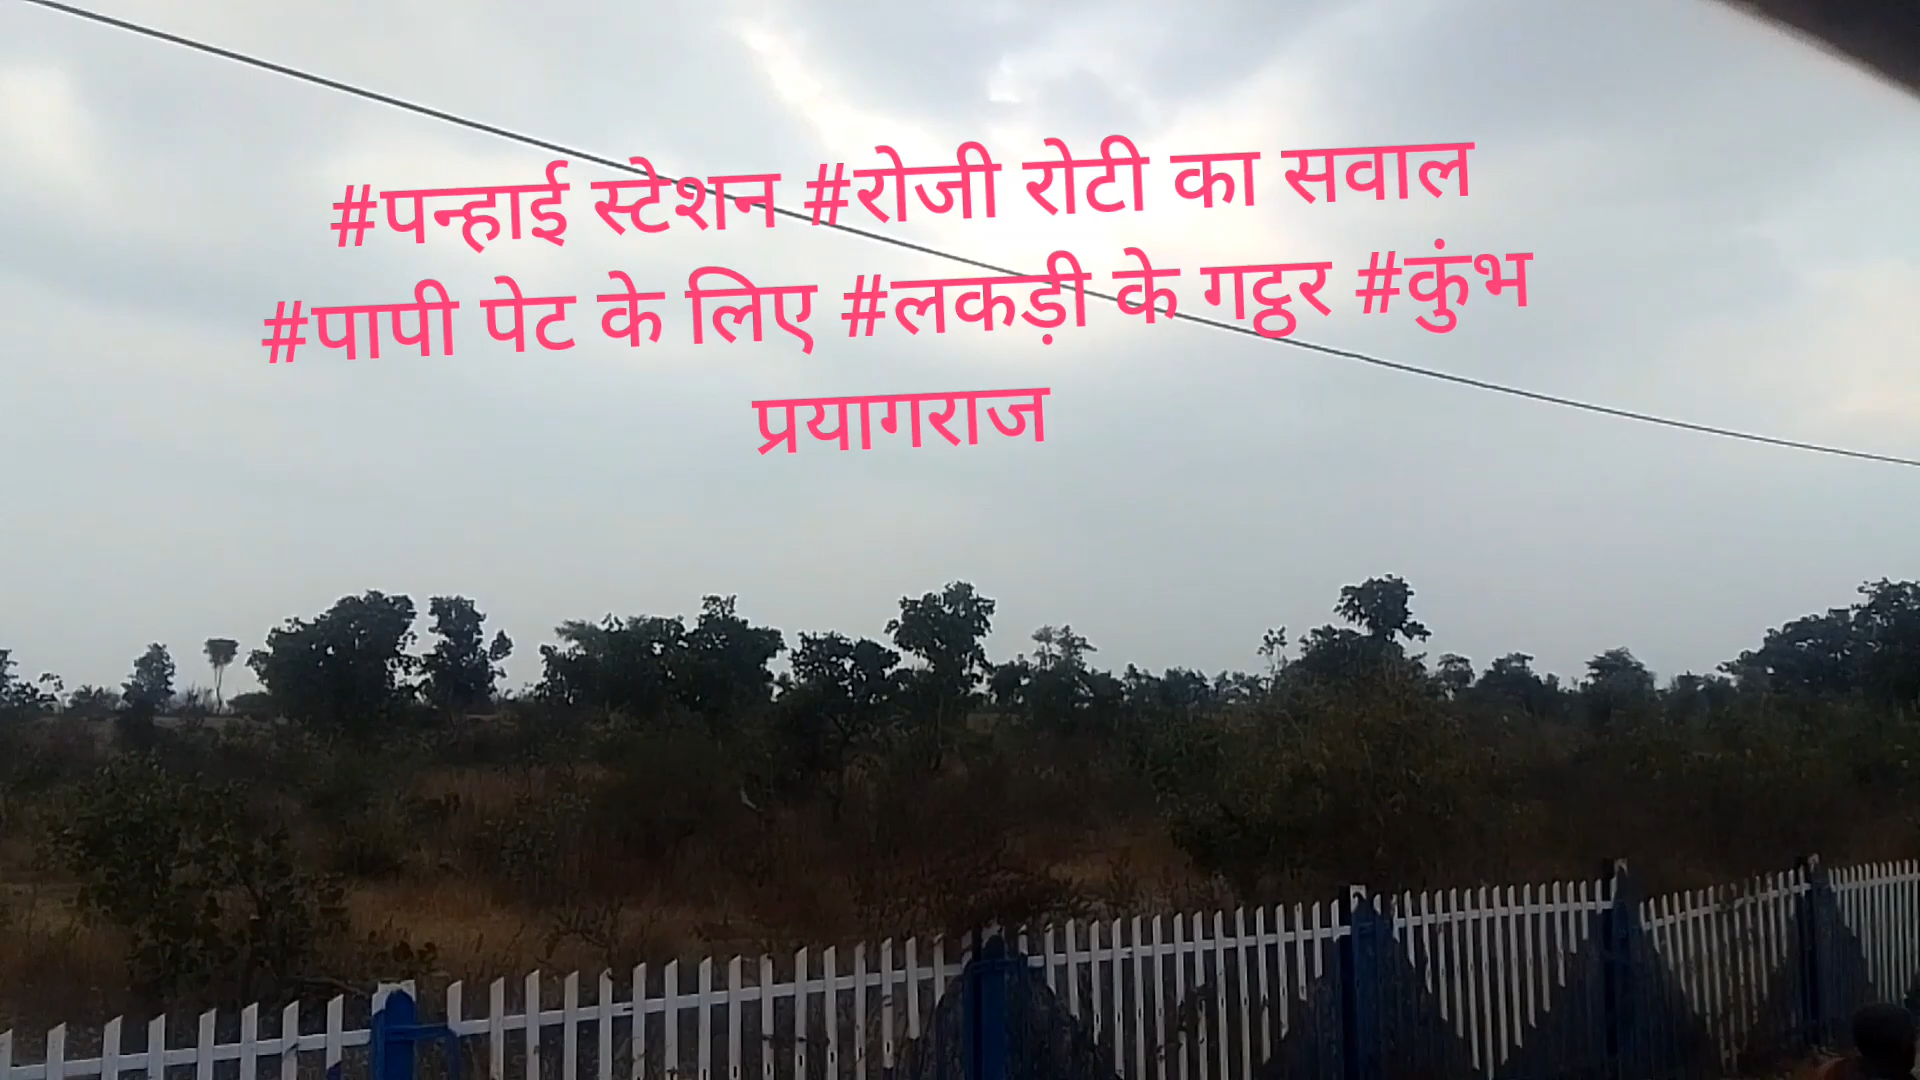 #पन्हाई स्टेशन #रोजी रोटी का सवाल
#पापी पेट के लिए #लकड़ी के गट्ठर #कुंभ
प्रयागराज